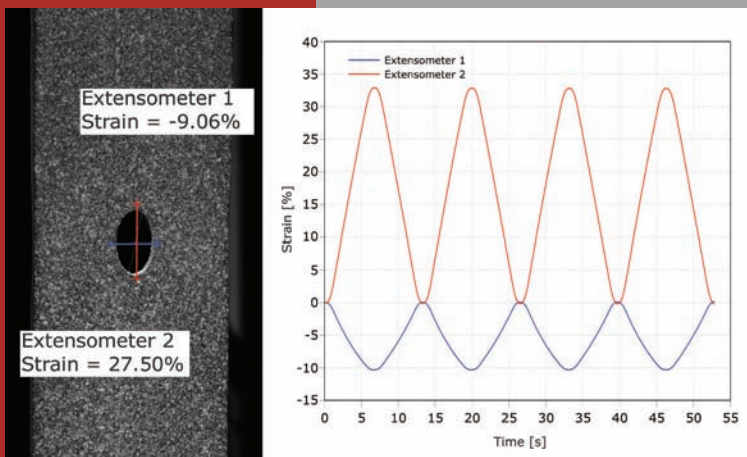 Extensometer 1
Strain = -9.06%
Extensometer 2
Strain = 27.50%
Extensometer 1
Extensometer 2
Strain [%]
40
35
30
25
20
15
10
5
0
-5
-10
-15
0 5 10 15 20 25 30 35 40 45 50 55
Time [s]